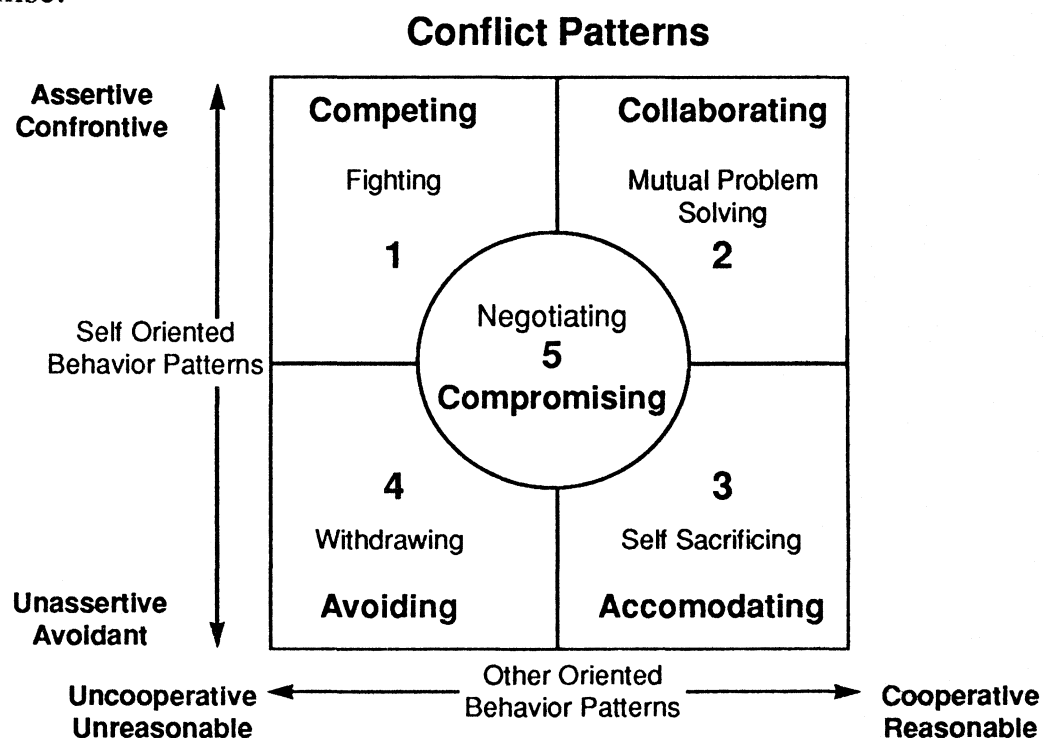 Conflict Patterns
Assertive
Confrontive
Competing
Collaborating
Fighting
Mutual Problem
Solving
1
2
Self Oriented
Behavior Patterns
Negotiating
5
Compromising
4
3
Withdrawing
Self Sacrificing
Unassertive
Avoidant
Avoiding
Accomodating
Other Oriented
Behavior Patterns
Uncooperative
Unreasonable
Cooperative
Reasonable